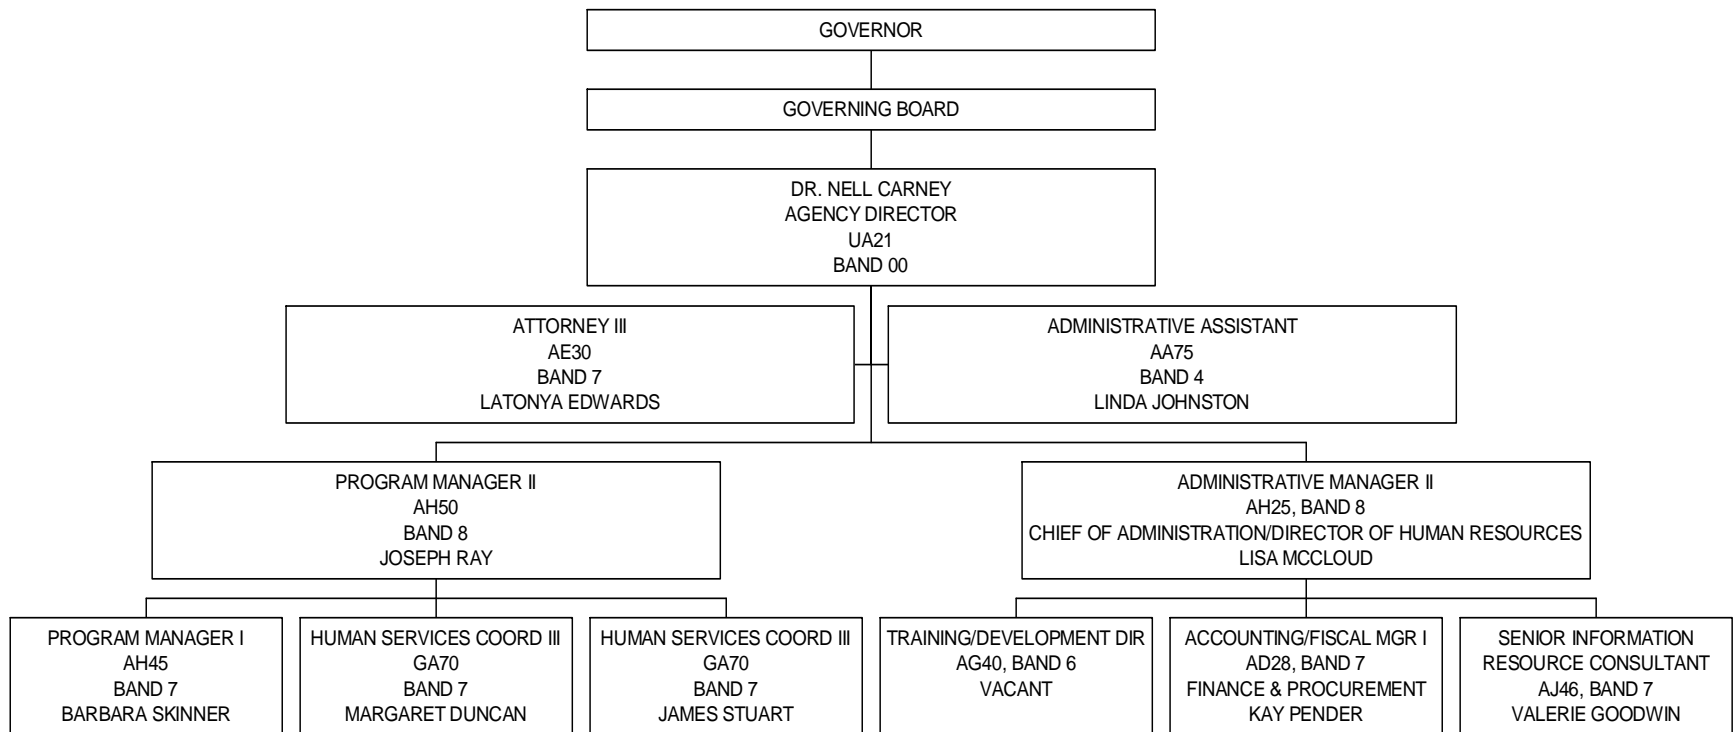 GOVERNOR
GOVERNING BOARD
DR. NELL CARNEY
AGENCY DIRECTOR
UA21
BAND 00
ATTORNEY III
AE30
BAND 7
LATONYA EDWARDS
ADMINISTRATIVE ASSISTANT
AA75
BAND 4
LINDA JOHNSTON
PROGRAM MANAGER II
AH50
BAND 8
JOSEPH RAY
ADMINISTRATIVE MANAGER II
AH25, BAND 8
CHIEF OF ADMINISTRATION/DIRECTOR OF HUMAN RESOURCES
LISA MCCLOUD
PROGRAM MANAGER I
AH45
BAND 7
BARBARA SKINNER
HUMAN SERVICES COORD III
GA70
BAND 7
MARGARET DUNCAN
HUMAN SERVICES COORD III
GA70
BAND 7
JAMES STUART
TRAINING/DEVELOPMENT DIR
AG40, BAND 6
VACANT
ACCOUNTING/FISCAL MGR I
AD28, BAND 7
FINANCE & PROCUREMENT
KAY PENDER
SENIOR INFORMATION
RESOURCE CONSULTANT
AJ46, BAND 7
VALERIE GOODWIN